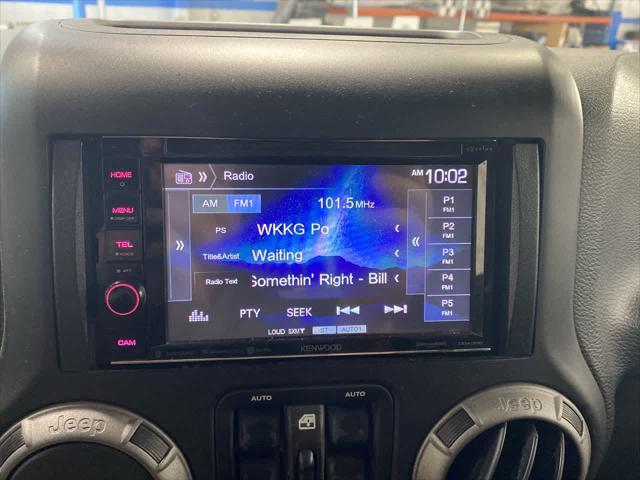 HOME
MENU
TEL
ATT
CAM
Radio
AM 10:02
AM FM1 101.5 MHz
PS WKKG Po
Title&Artist Waiting
Radio Text Somethin' Right - Bill
P1
FM1
P2
FM1
P3
FM1
P4
FM1
P5
FM1
PTY SEEK
LOUD SXM ST AUTO1
KENWOOD
AUTO AUTO
Jeep
Jeep